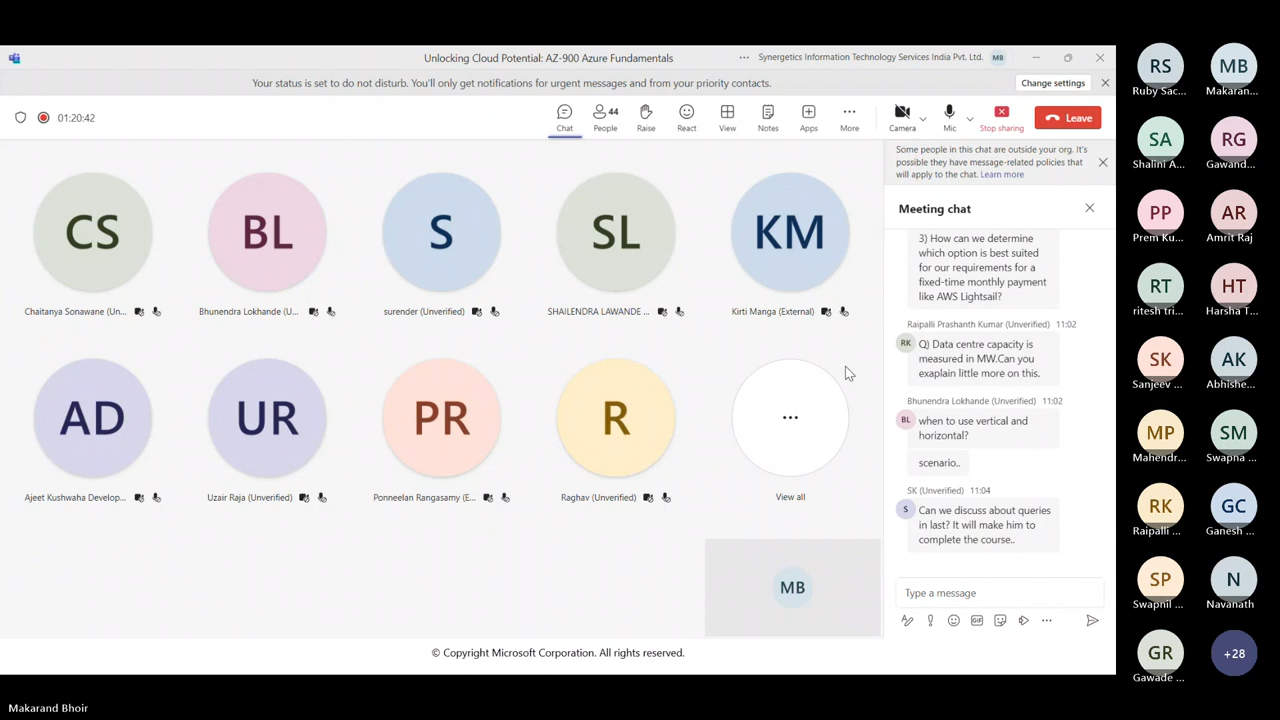 Unlocking Cloud Potential: AZ-900 Azure Fundamentals
Synergetics Information Technology Services India Pvt. Ltd.
MB
Your status is set to do not disturb. You'll only get notifications for urgent messages and from your priority contacts.
Change settings
01:20:42
Chat
People
44
Raise
React
View
Notes
Apps
More
Camera
Mic
Stop sharing
Leave
CS
Chaitanya Sonawane (Un...
BL
Bhunendra Lokhande (U...
S
surender (Unverified)
SL
SHAILENDRA LAWANDE ...
KM
Kirti Manga (External)
AD
Ajeet Kushwaha Develop...
UR
Uzair Raja (Unverified)
PR
Ponneelan Rangasamy (E...
R
Raghav (Unverified)
...
View all
MB
© Copyright Microsoft Corporation. All rights reserved.
Some people in this chat are outside your org. It's
possible they have message-related policies that
will apply to the chat. Learn more
Meeting chat
3) How can we determine
which option is best suited
for our requirements for a
fixed-time monthly payment
like AWS Lightsail?
Raipalli Prashanth Kumar (Unverified) 11:02
RK
Q) Data centre capacity is
measured in MW.Can you
exaplain little more on this.
Bhunendra Lokhande (Unverified) 11:02
BL
when to use vertical and
horizontal?
scenario..
SK (Unverified) 11:04
S
Can we discuss about queries
in last? It will make him to
complete the course..
Type a message
GIF
RS
Ruby Sac...
MB
Makaran...
SA
Shalini A...
RG
Gawand...
PP
Prem Ku...
AR
Amrit Raj
RT
ritesh tri...
HT
Harsha T...
SK
Sanjeev ...
AK
Abhishe...
MP
Mahendr...
SM
Swapna ...
RK
Raipalli ...
GC
Ganesh ...
SP
Swapnil ...
N
Navanath
GR
Gawade ...
+28
Makarand Bhoir